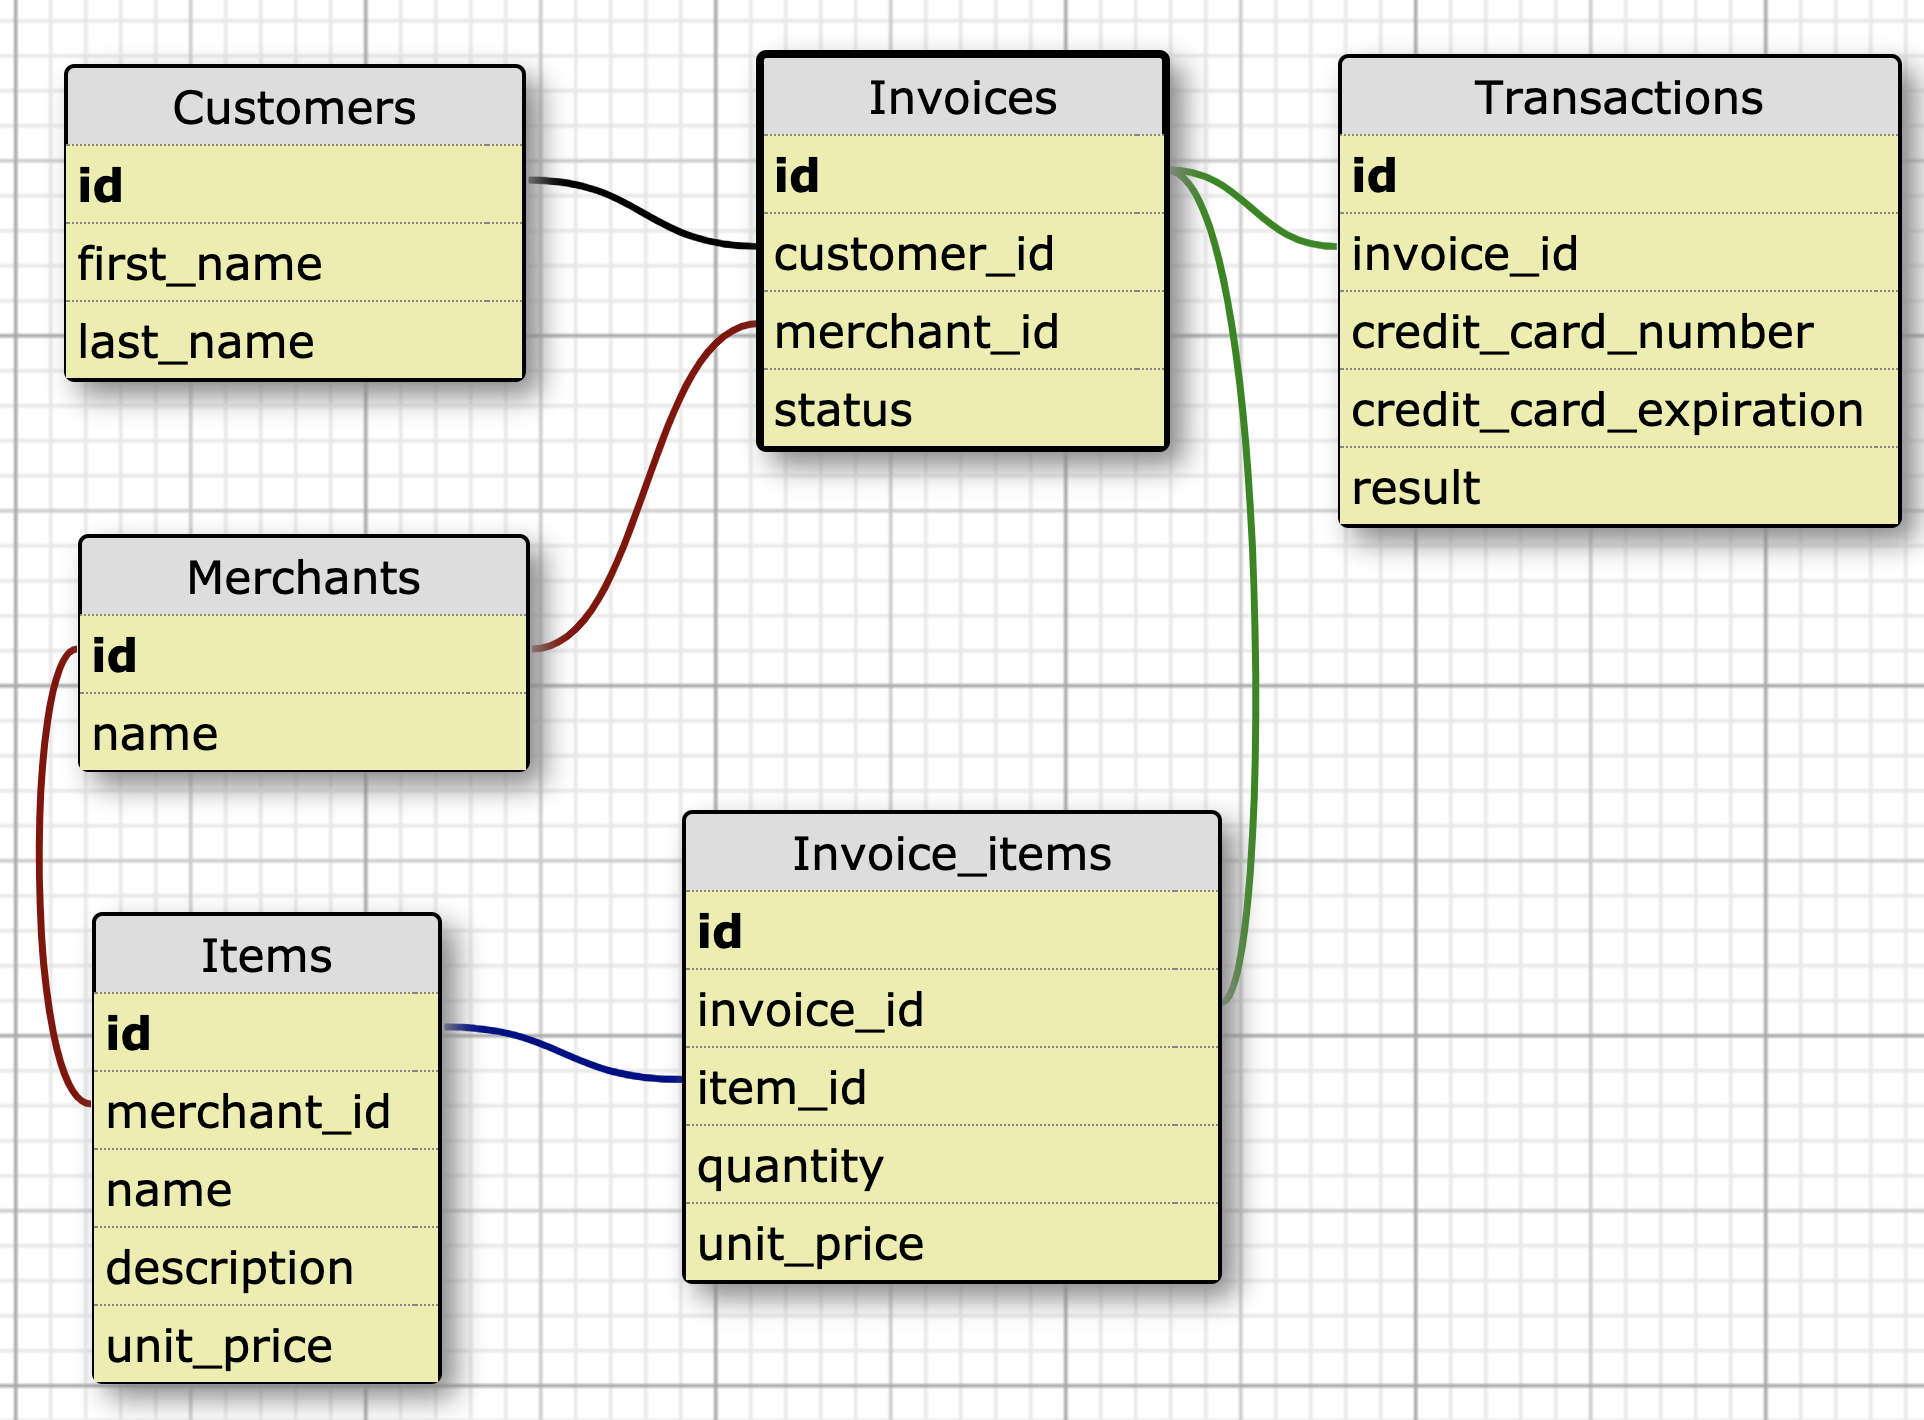 Customers
id
first_name
last_name
Invoices
id
customer_id
merchant_id
status
Transactions
id
invoice_id
credit_card_number
credit_card_expiration
result
Merchants
id
name
Items
id
merchant_id
name
description
unit_price
Invoice_items
id
invoice_id
item_id
quantity
unit_price